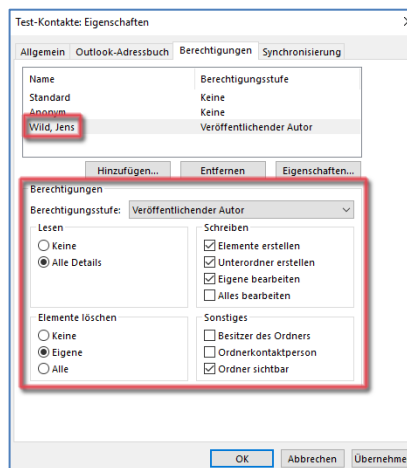 Test-Kontakte: Eigenschaften
Allgemein Outlook-Adressbuch Berechtigungen Synchronisierung
Name Berechtigungsstufe
Standard Keine
Anonym Keine
Wild, Jens Veröffentlichender Autor
Hinzufügen... Entfernen Eigenschaften...
Berechtigungen
Berechtigungsstufe: Veröffentlichender Autor
Lesen Schreiben
Keine Elemente erstellen
Alle Details Unterordner erstellen
Eigene bearbeiten
Alles bearbeiten
Elemente löschen Sonstiges
Keine Besitzer des Ordners
Eigene Ordnerkontaktperson
Alle Ordner sichtbar
OK Abbrechen Übernehme